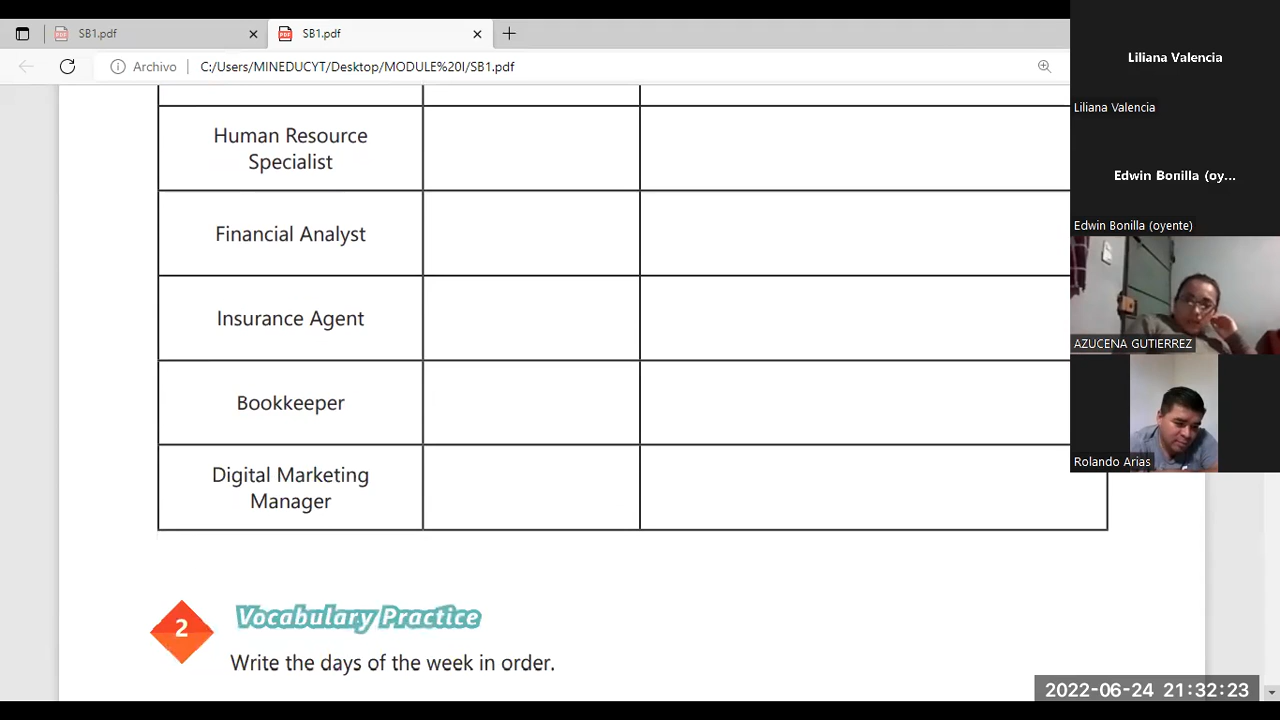 SB1.pdf
SB1.pdf
Archivo
C:/Users/MINEDUCYT/Desktop/MODULE%20I/SB1.pdf
Human Resource
Specialist
Financial Analyst
Insurance Agent
Bookkeeper
Digital Marketing
Manager
2
Vocabulary Practice
Write the days of the week in order.
Liliana Valencia
Liliana Valencia
Edwin Bonilla (oy...
Edwin Bonilla (oyente)
AZUCENA GUTIERREZ
Rolando Arias
2022-06-24 21:32:23